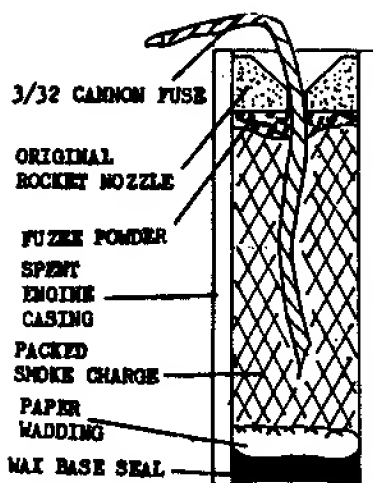 3/32 CANNON FUSE
ORIGINAL
ROCKET NOZZLE
FUZEE POWDER
SPENT
ENGINE
CASING
PACKED
SMOKE CHARGE
PAPER
WADDING
WAX BASE SEAL